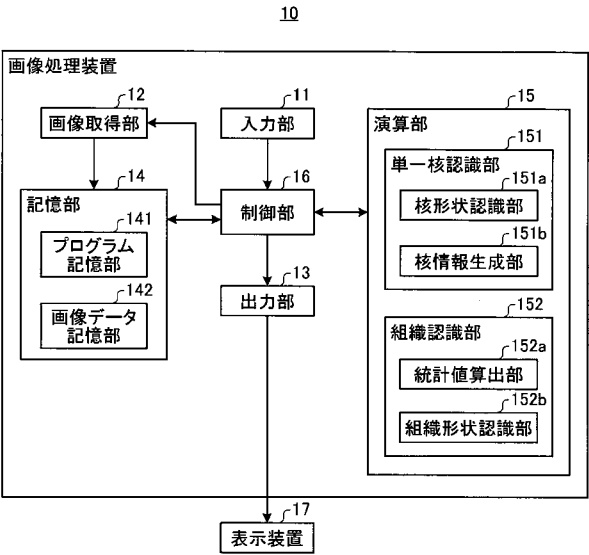 10
画像処理装置
12
画像取得部
11
入力部
15
演算部
14
記憶部
141
プログラム
記憶部
142
画像データ
記憶部
16
制御部
13
出力部
151
単一核認識部
151a
核形状認識部
151b
核情報生成部
152
組織認識部
152a
統計値算出部
152b
組織形状認識部
17
表示装置